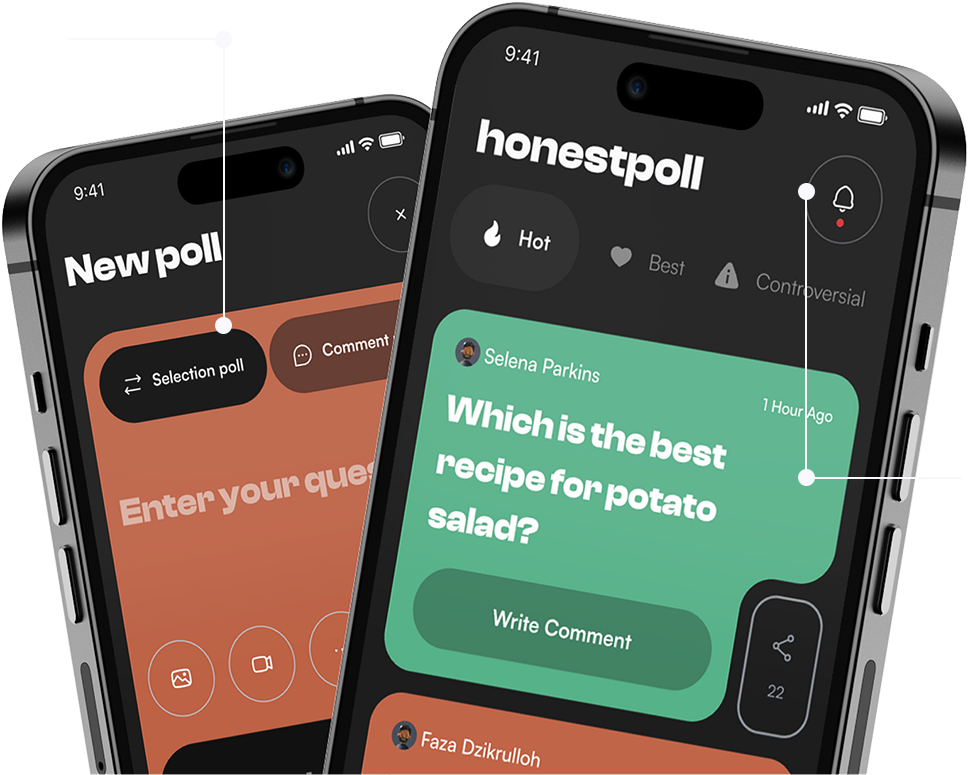 9:41
New poll
Selection poll
Comment
Enter your
9:41
honestpoll
Hot
Best
Controversial
Selena Parkins
1 Hour Ago
Which is the best
recipe for potato
salad?
Write Comment
22
Faza Dzikrulloh